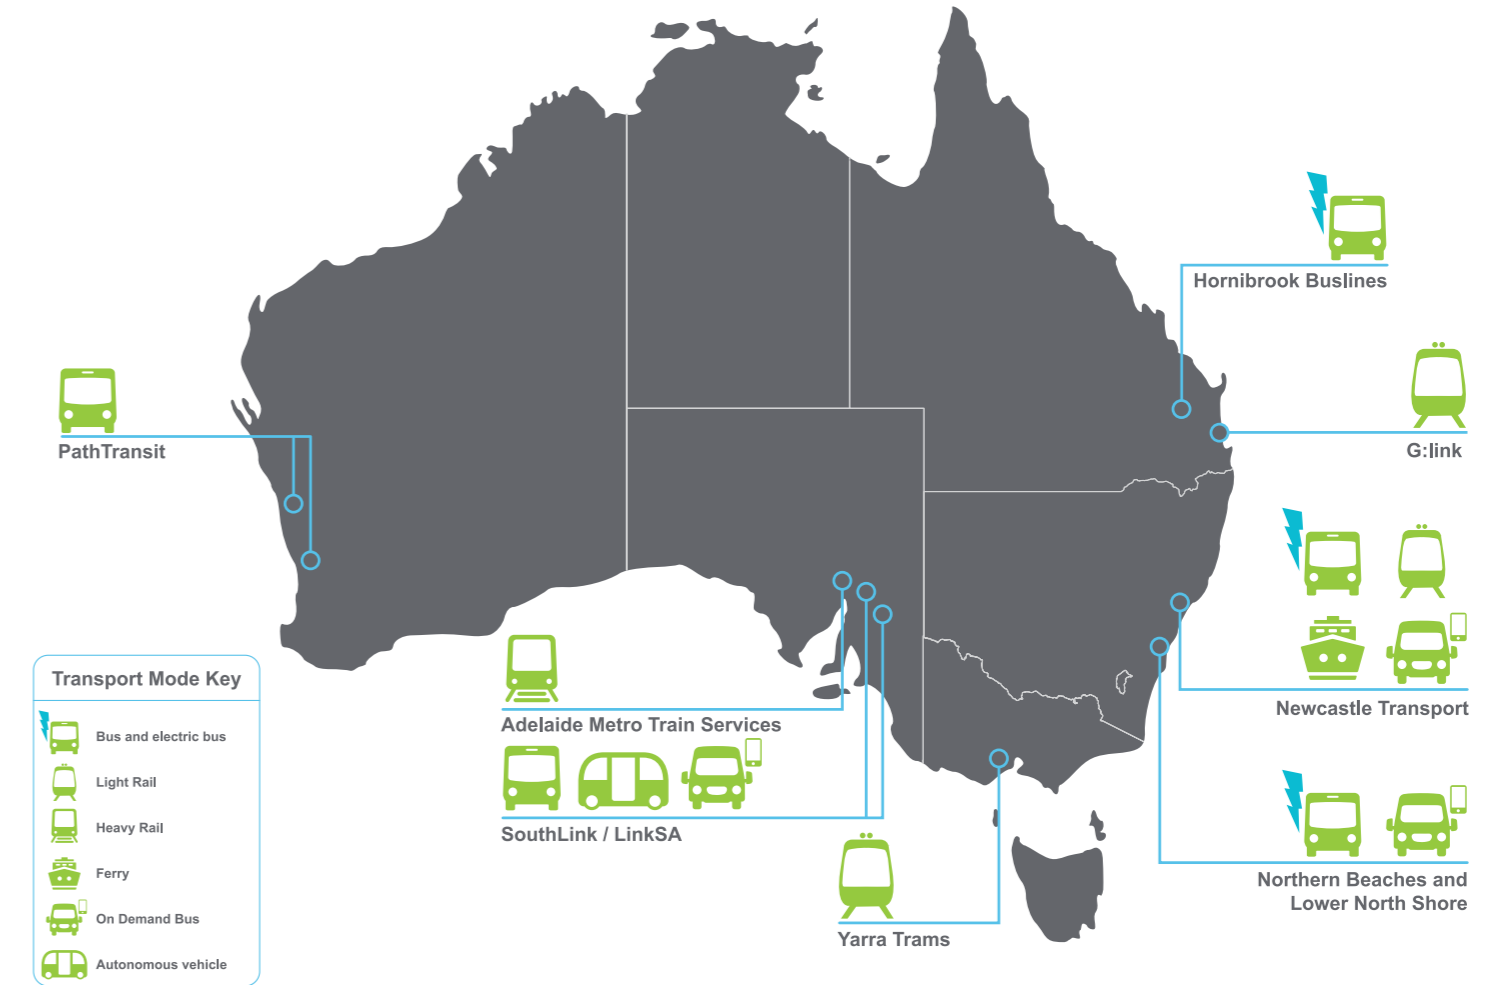 Hornibrook Buslines
G:link
PathTransit
Newcastle Transport
Adelaide Metro Train Services
SouthLink / LinkSA
Northern Beaches and
Lower North Shore
Yarra Trams
Transport Mode Key
Bus and electric bus
Light Rail
Heavy Rail
Ferry
On Demand Bus
Autonomous vehicle